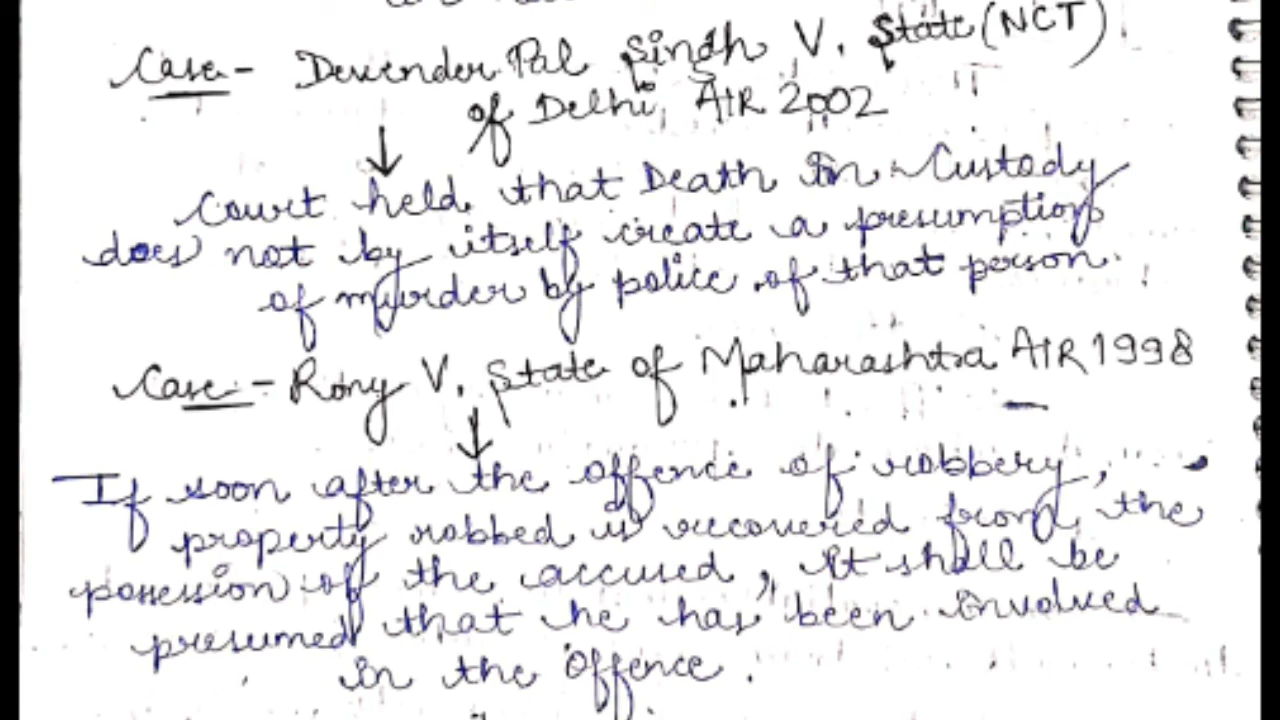 Case - Devender Pal Singh V. State (NCT)
of Delhi, AIR 2002
Court held that Death In Custody
does not by itself create a presumption
of murder by police of that person.
Case - Rony V. State of Maharashtra AIR 1998
If soon after the offence of robbery,
property robbed is recovered from the
possession of the accused, It shall be
presumed that he has been involved
in the offence.